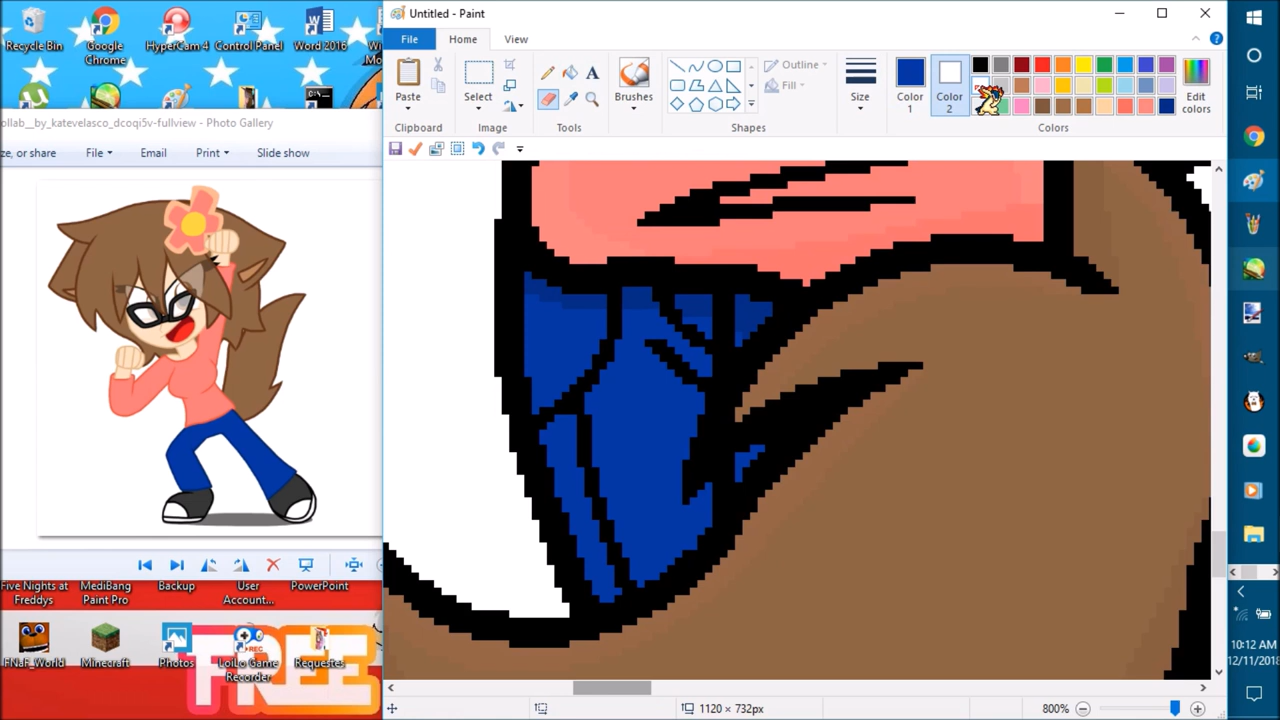 Recycle Bin
Google Chrome
HyperCam 4
Control Panel
Word 2016
ollab__by_katevelasco_dcoqi5v-fullview - Photo Gallery
ze, or share
File
Email
Print
Slide show
Five Nights at Freddys
MediBang Paint Pro
Backup
User Account...
PowerPoint
FNaF_World
Minecraft
Photos
LoiLo Game Recorder
Requestes
REC
FREE
Untitled - Paint
File
Home
View
Paste
Select
Brushes
Outline
Fill
Size
Color 1
Color 2
Edit colors
Clipboard
Image
Tools
Shapes
Colors
1120 × 732px
800%
10:12 AM
12/11/2018